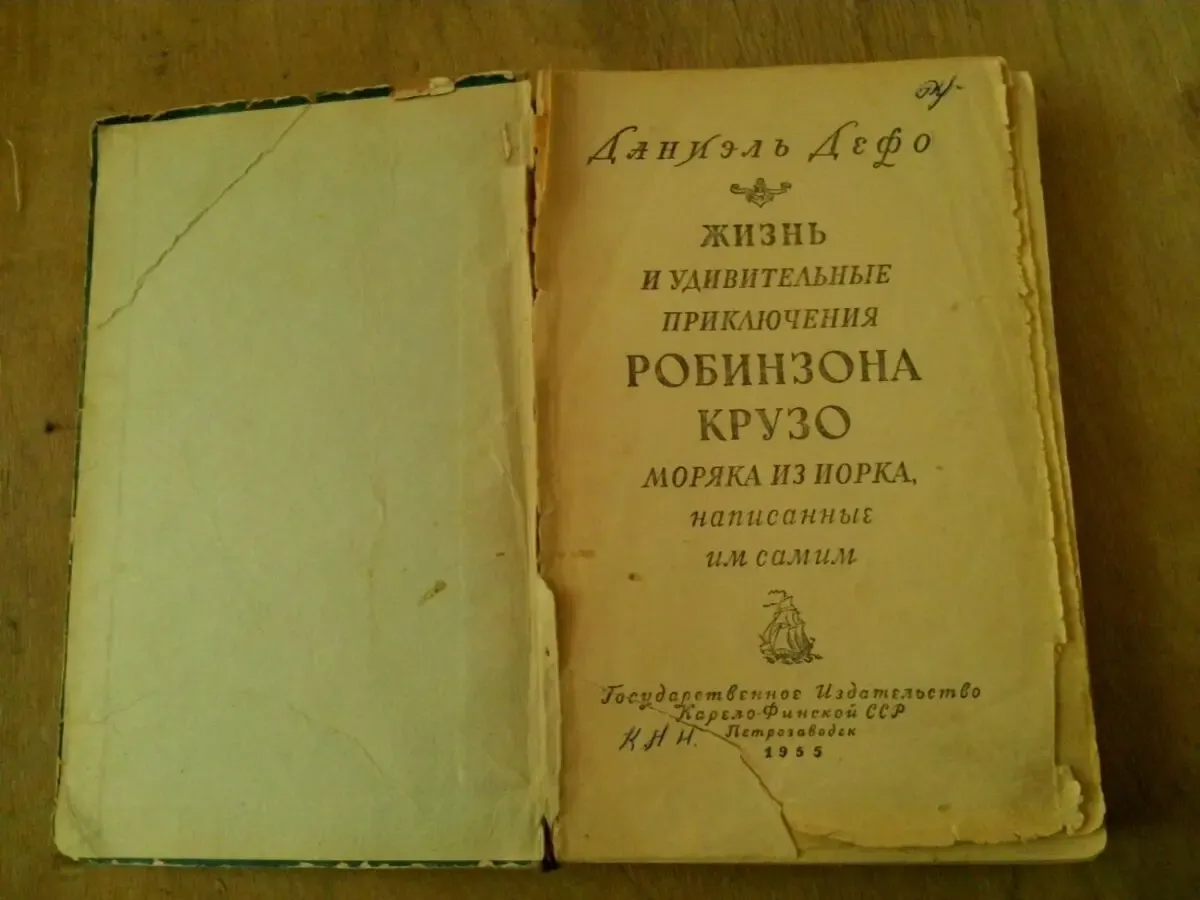 Даниэль Дефо
ЖИЗНЬ
И УДИВИТЕЛЬНЫЕ
ПРИКЛЮЧЕНИЯ
РОБИНЗОНА
КРУЗО
МОРЯКА ИЗ ИОРКА,
написанные
им самим
Государственное Издательство
Карело-Финской ССР
Петрозаводск
К Н Н.
1955